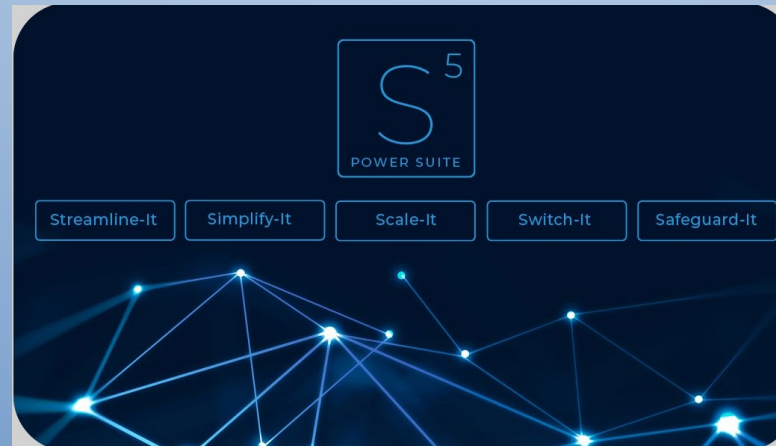 S⁵
POWER SUITE
Streamline-It Simplify-It Scale-It Switch-It Safeguard-It